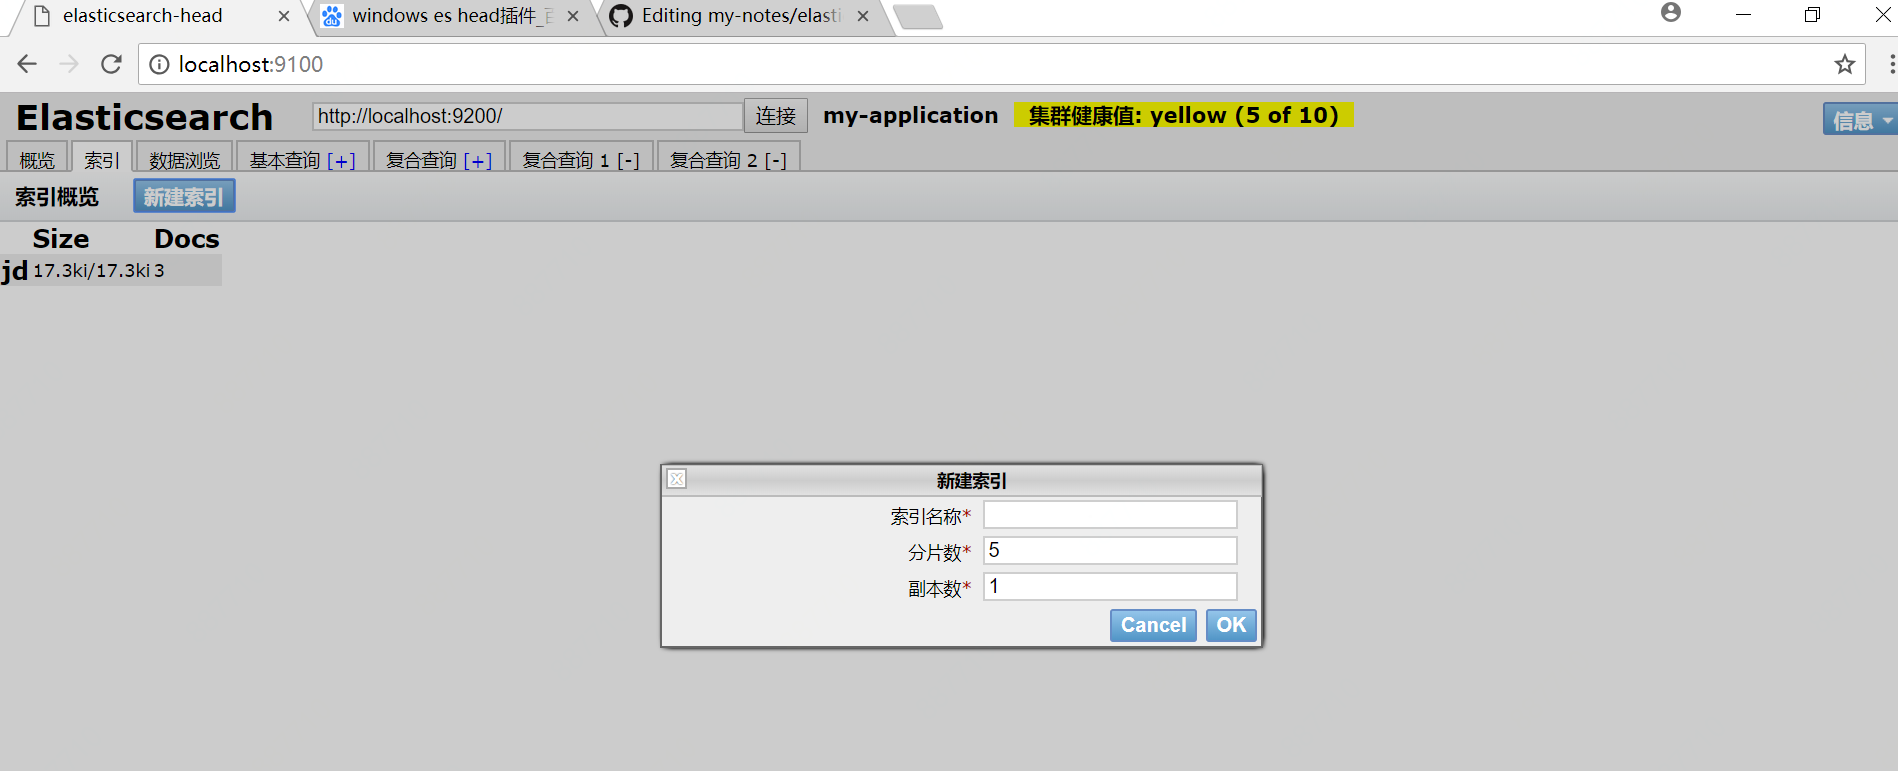 elasticsearch-head
windows es head插件_
Editing my-notes/elasti
localhost:9100
Elasticsearch
http://localhost:9200/
连接
my-application
集群健康值: yellow (5 of 10)
信息
概览
索引
数据浏览
基本查询 [+]
复合查询 [+]
复合查询 1 [-]
复合查询 2 [-]
索引概览
新建索引
Size Docs
jd 17.3ki/17.3ki 3
新建索引
索引名称*
分片数* 5
副本数* 1
Cancel OK